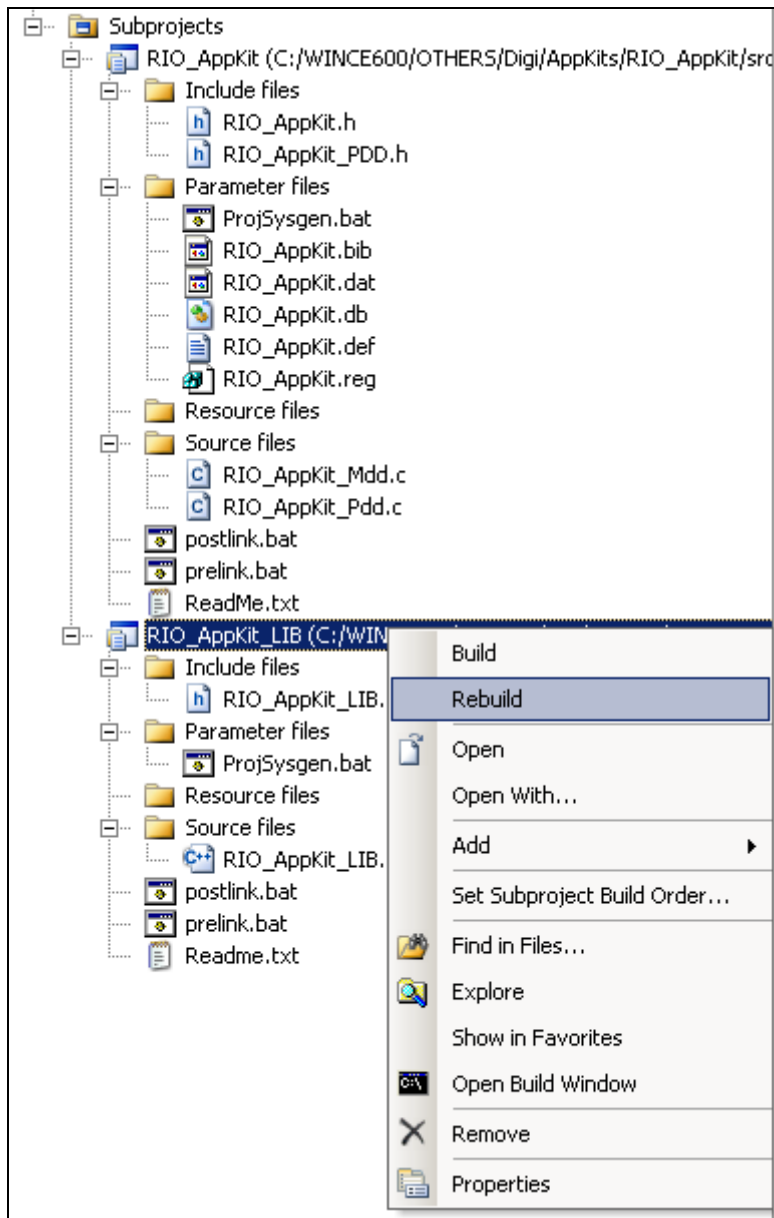 Subprojects
RIO_AppKit (C:/WINCE600/OTHERS/Digi/AppKits/RIO_AppKit/src
Include files
RIO_AppKit.h
RIO_AppKit_PDD.h
Parameter files
ProjSysgen.bat
RIO_AppKit.bib
RIO_AppKit.dat
RIO_AppKit.db
RIO_AppKit.def
RIO_AppKit.reg
Resource files
Source files
RIO_AppKit_Mdd.c
RIO_AppKit_Pdd.c
postlink.bat
prelink.bat
ReadMe.txt
RIO_AppKit_LIB (C:/WIN
Include files
RIO_AppKit_LIB.
Parameter files
ProjSysgen.bat
Resource files
Source files
RIO_AppKit_LIB.
postlink.bat
prelink.bat
Readme.txt
Build
Rebuild
Open
Open With...
Add
Set Subproject Build Order...
Find in Files...
Explore
Show in Favorites
Open Build Window
Remove
Properties